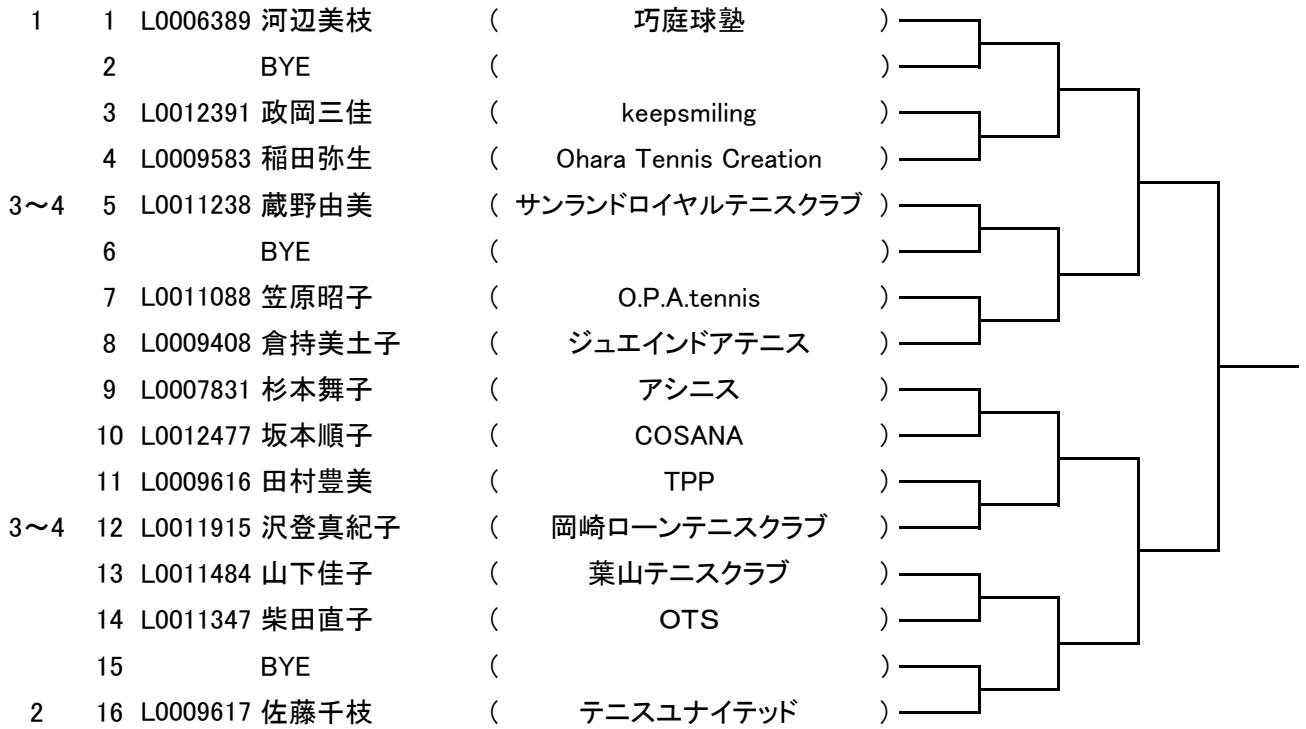 1 1 L0006389 河辺美枝 ( 巧庭球塾 )
2 BYE ( )
3 L0012391 政岡三佳 ( keepsmiling )
4 L0009583 稲田弥生 ( Ohara Tennis Creation )
3～4 5 L0011238 蔵野由美 ( サンランドロイヤルテニスクラブ )
6 BYE ( )
7 L0011088 笠原昭子 ( O.P.A.tennis )
8 L0009408 倉持美土子 ( ジュエインドアテニス )
9 L0007831 杉本舞子 ( アシニス )
10 L0012477 坂本順子 ( COSANA )
11 L0009616 田村豊美 ( TPP )
3～4 12 L0011915 沢登真紀子 ( 岡崎ローンテニスクラブ )
13 L0011484 山下佳子 ( 葉山テニスクラブ )
14 L0011347 柴田直子 ( ＯＴＳ )
15 BYE ( )
2 16 L0009617 佐藤千枝 ( テニスユナイテッド )